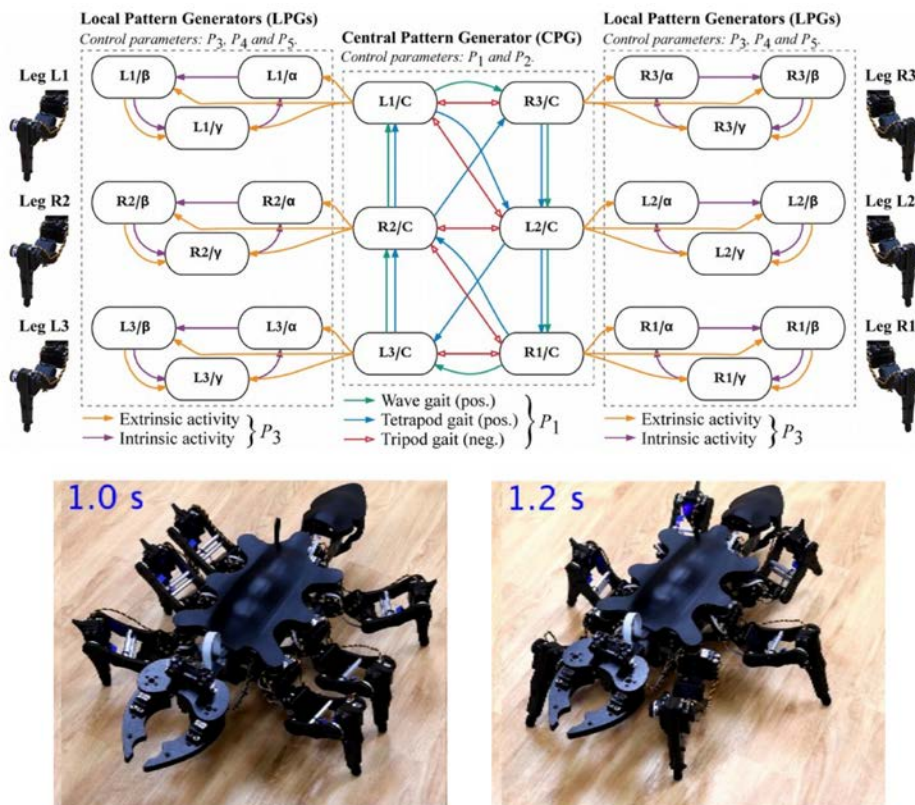 Local Pattern Generators (LPGs)
Control parameters: P3, P4 and P5.
Central Pattern Generator (CPG)
Control parameters: P1 and P2.
Local Pattern Generators (LPGs)
Control parameters: P3. P4 and P5.
Leg L1
L1/β
L1/α
L1/γ
L1/C
R3/C
R3/α
R3/β
R3/γ
Leg R3
Leg R2
R2/β
R2/α
R2/γ
R2/C
L2/C
L2/α
L2/β
L2/γ
Leg L2
Leg L3
L3/β
L3/α
L3/γ
L3/C
R1/C
R1/α
R1/β
R1/γ
Leg R1
Extrinsic activity
Intrinsic activity
} P3
Wave gait (pos.)
Tetrapod gait (pos.)
Tripod gait (neg.)
} P1
Extrinsic activity
Intrinsic activity
} P3
1.0 s
1.2 s